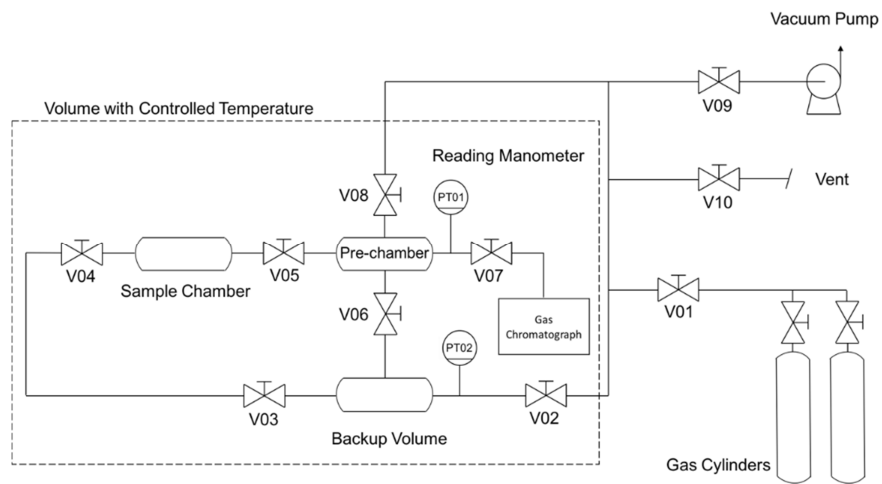 Vacuum Pump
V09
Volume with Controlled Temperature
Reading Manometer
V08
PT01
V10
Vent
Pre-chamber
V04
V05
V07
Sample Chamber
V06
V01
Gas
Chromatograph
PT02
V03
V02
Backup Volume
Gas Cylinders